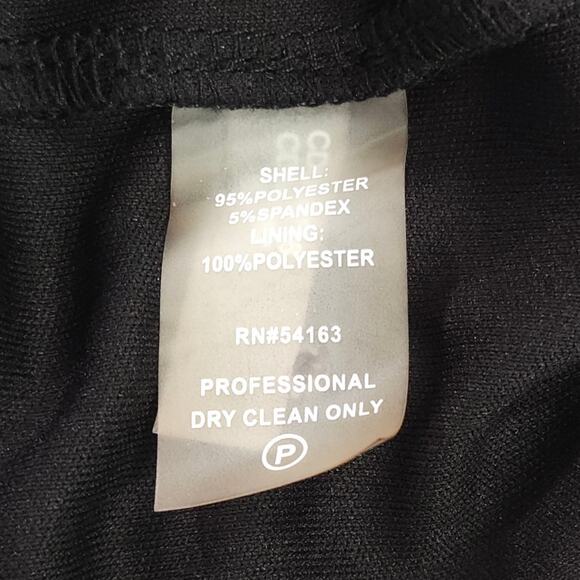 SHELL:
95%POLYESTER
5%SPANDEX
LINING:
100%POLYESTER
RN#54163
PROFESSIONAL
DRY CLEAN ONLY
P